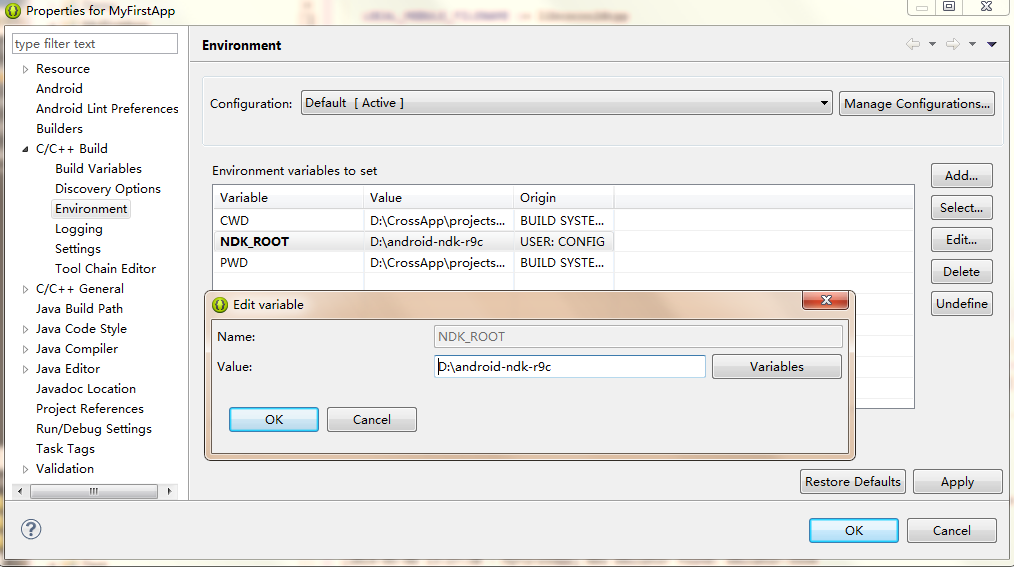 Properties for MyFirstApp
type filter text
Resource
Android
Android Lint Preferences
Builders
C/C++ Build
Build Variables
Discovery Options
Environment
Logging
Settings
Tool Chain Editor
C/C++ General
Java Build Path
Java Code Style
Java Compiler
Java Editor
Javadoc Location
Project References
Run/Debug Settings
Task Tags
Validation
Environment
Configuration: Default [ Active ] Manage Configurations...
Environment variables to set
Variable Value Origin
CWD D:\CrossApp\projects... BUILD SYSTE...
NDK_ROOT D:\android-ndk-r9c USER: CONFIG
PWD D:\CrossApp\projects... BUILD SYSTE...
Add...
Select...
Edit...
Delete
Undefine
Edit variable
Name: NDK_ROOT
Value: D:\android-ndk-r9c Variables
OK Cancel
Restore Defaults Apply
OK Cancel